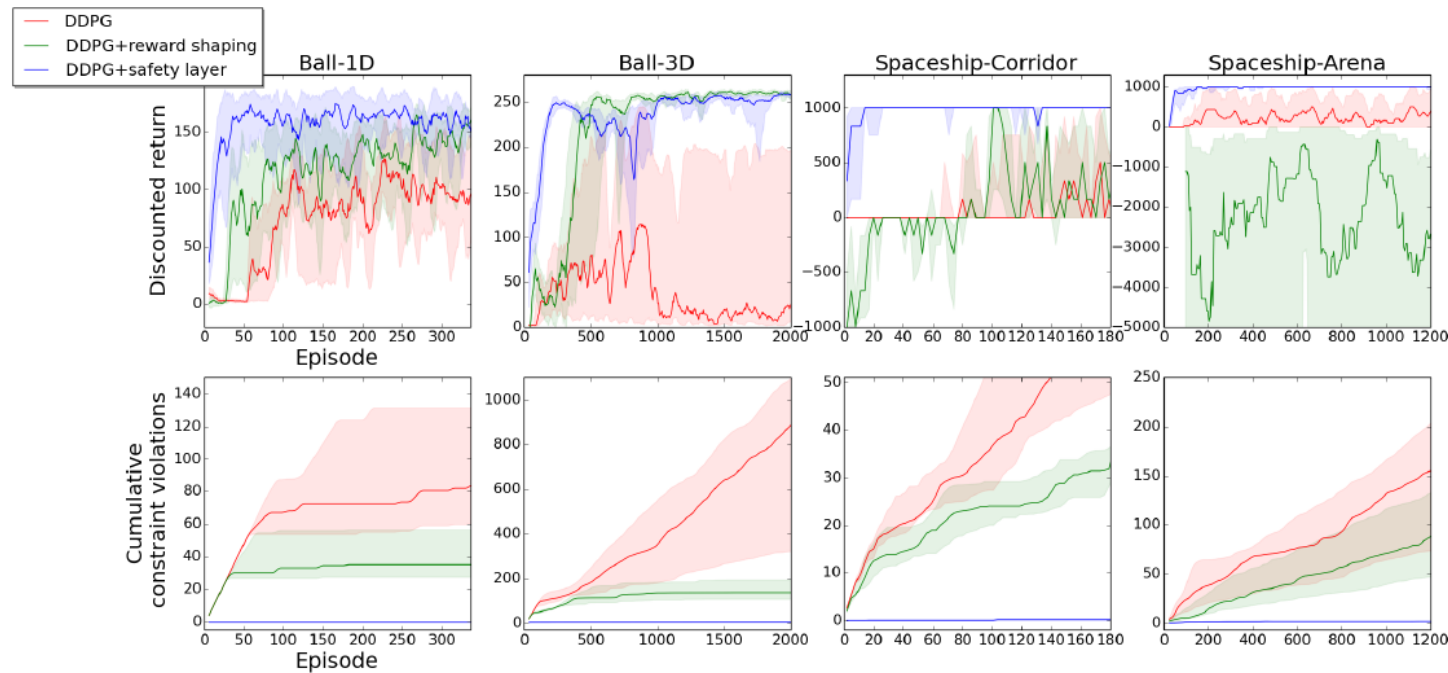 DDPG
DDPG+reward shaping
DDPG+safety layer
Ball-1D
Ball-3D
Spaceship-Corridor
Spaceship-Arena
Discounted return
150
100
50
0
0 50 100 150 200 250 300
Episode
250
200
150
100
50
0
0 500 1000 1500 2000
1000
500
0
−500
−1000
0 20 40 60 80 100 120 140 160 180
1000
0
−1000
−2000
−3000
−4000
−5000
0 200 400 600 800 1000 1200
Cumulative
constraint violations
140
120
100
80
60
40
20
0
0 50 100 150 200 250 300
Episode
1000
800
600
400
200
0
0 500 1000 1500 2000
50
40
30
20
10
0
0 20 40 60 80 100 120 140 160 180
250
200
150
100
50
0
0 200 400 600 800 1000 1200